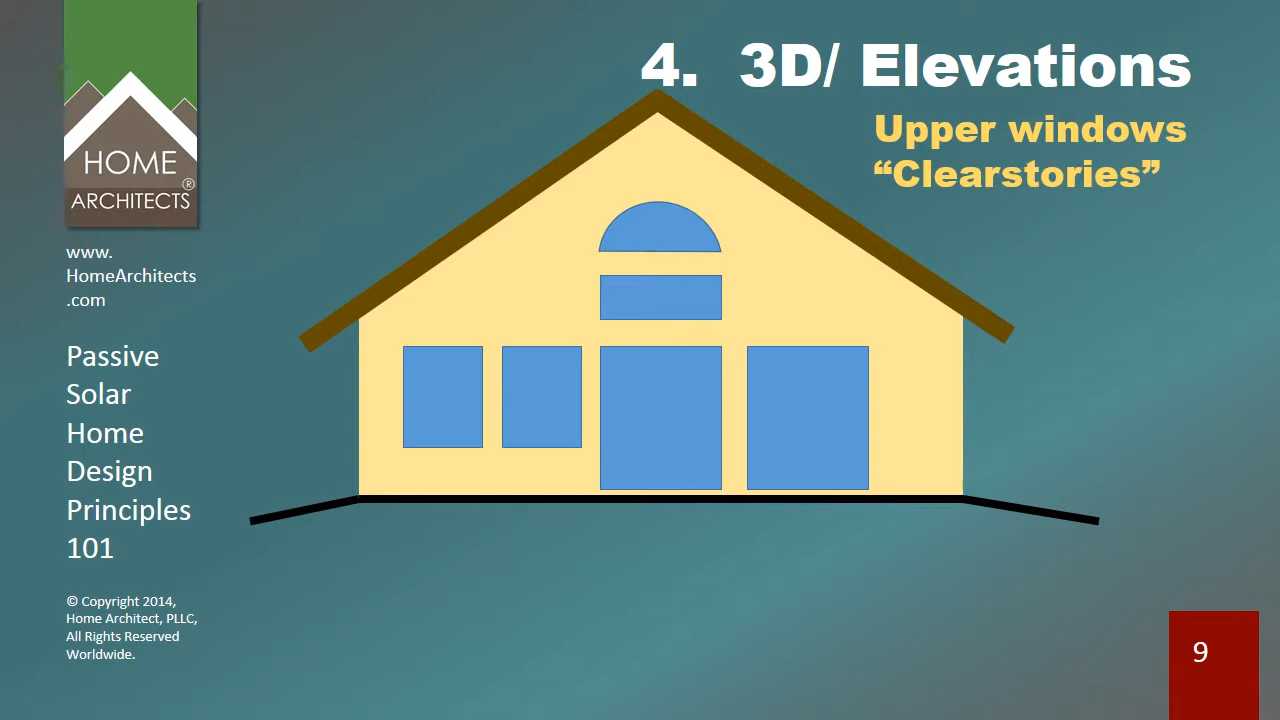 4. 3D/ Elevations
Upper windows
“Clearstories”
HOME
®
ARCHITECTS
www.
HomeArchitects
.com
Passive
Solar
Home
Design
Principles
101
© Copyright 2014,
Home Architect, PLLC,
All Rights Reserved
Worldwide.
9